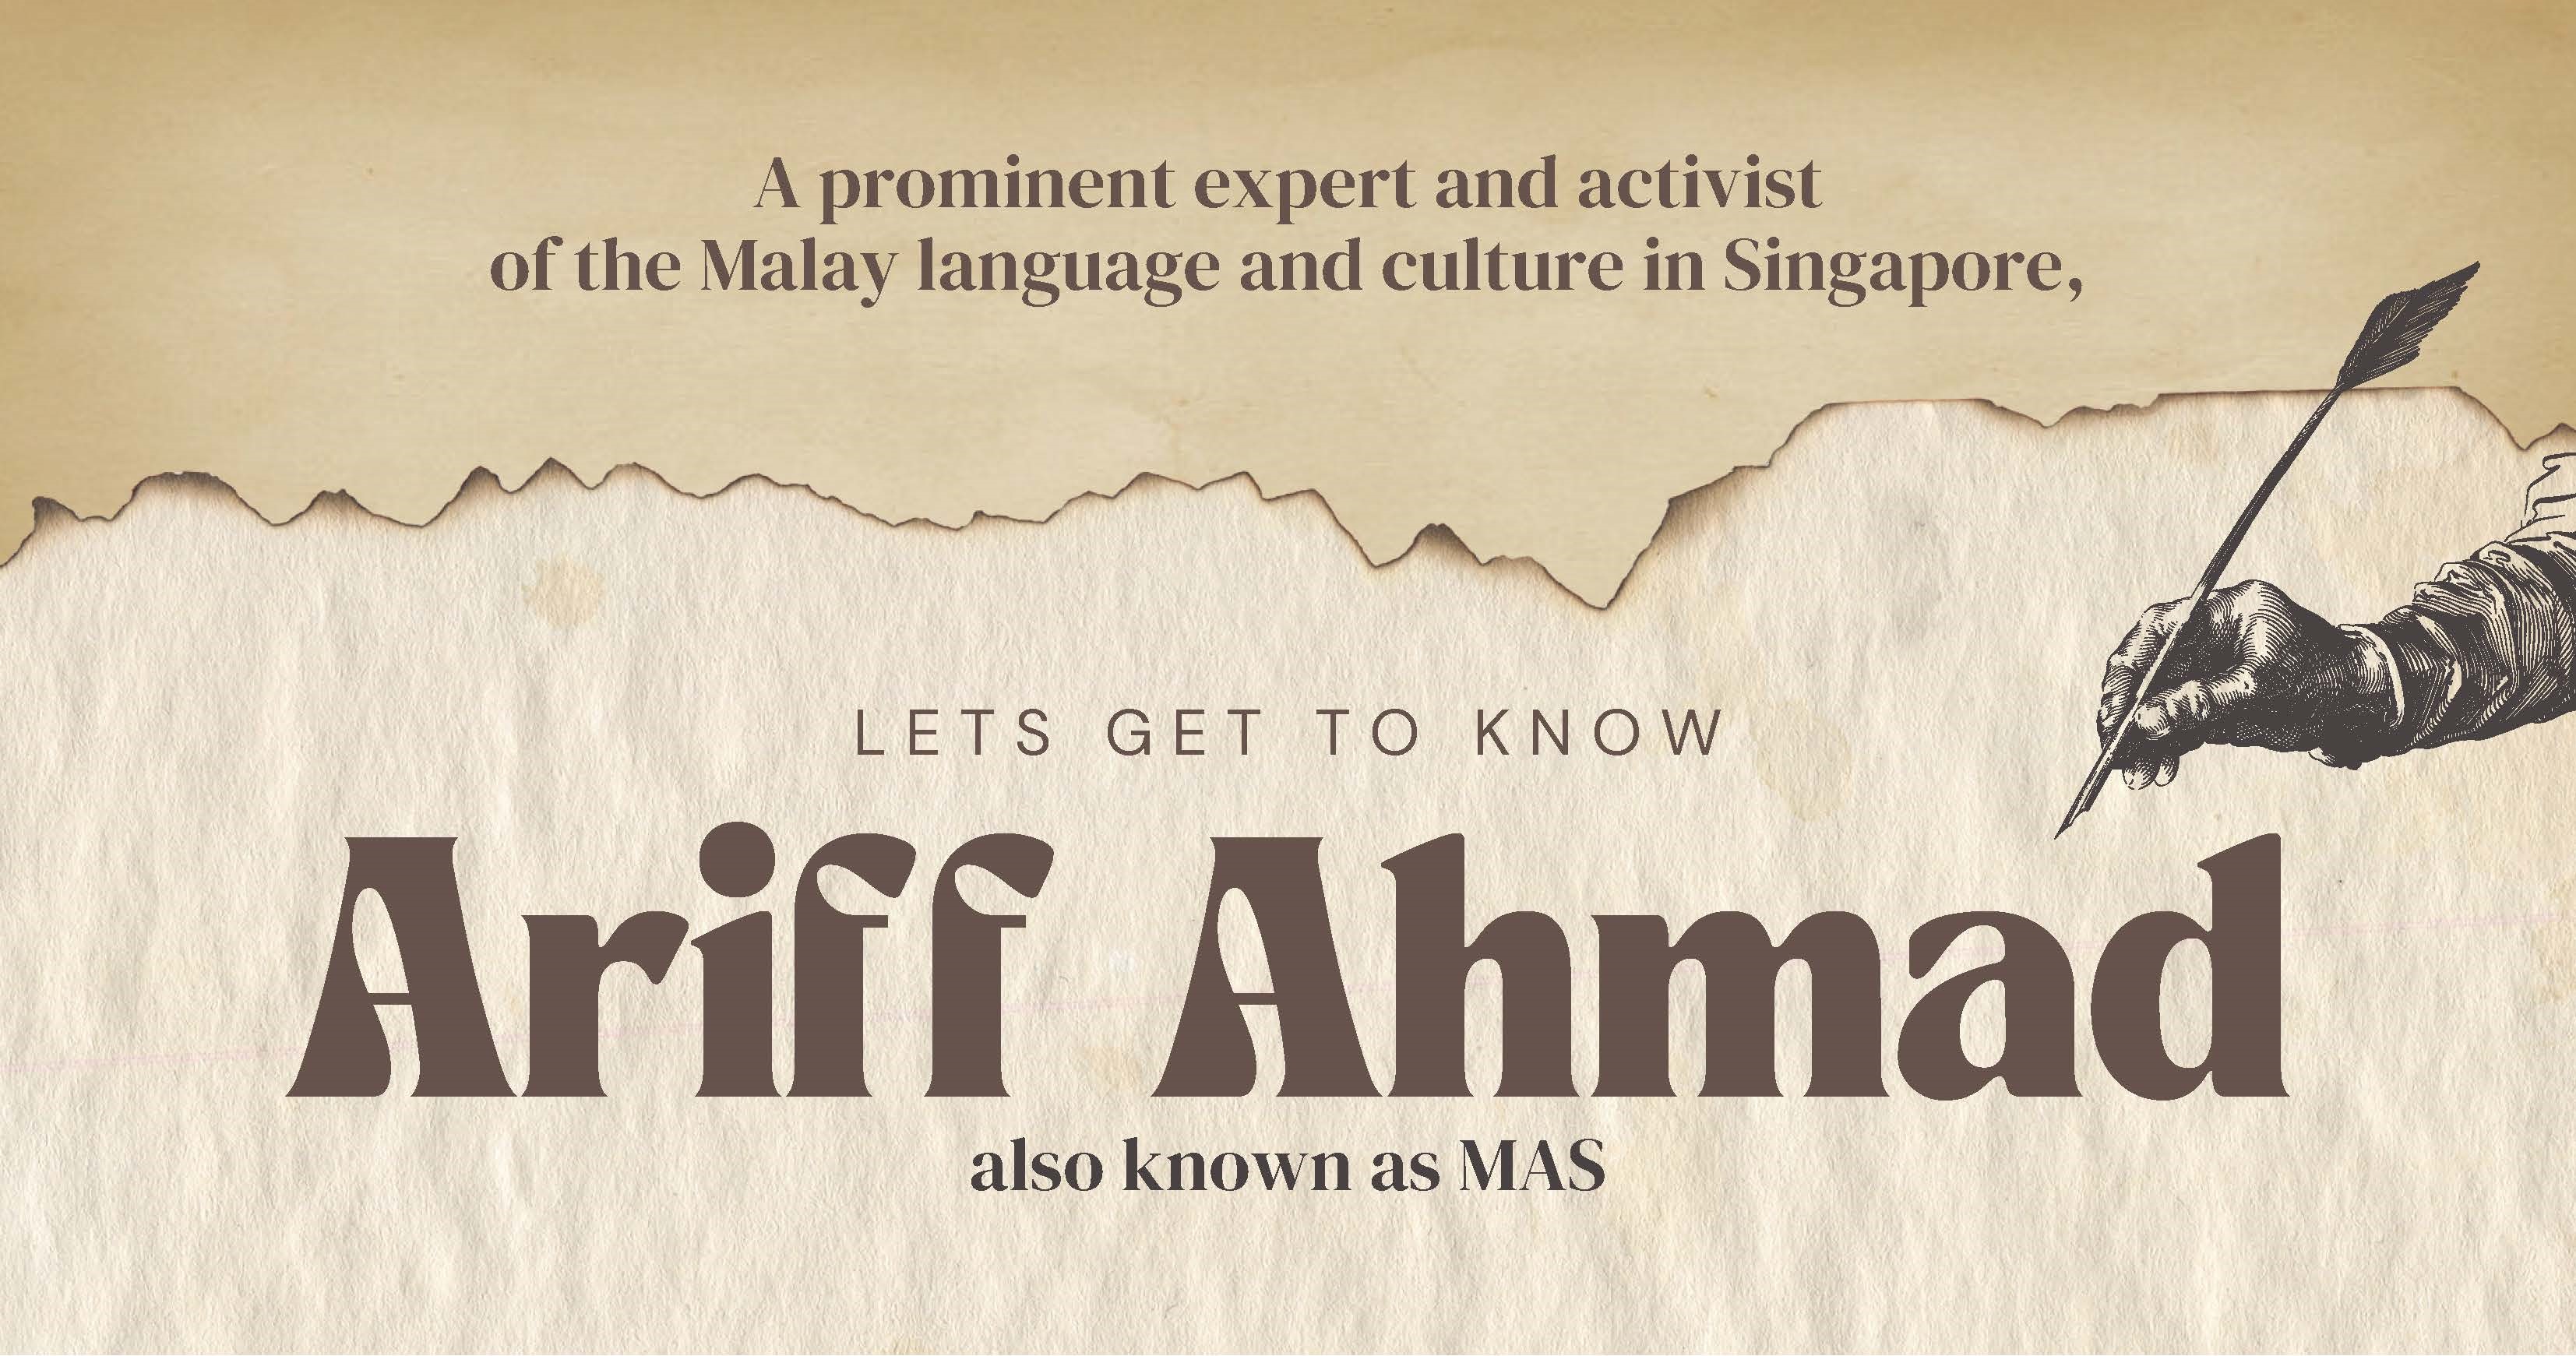 A prominent expert and activist
of the Malay language and culture in Singapore,
LETS GET TO KNOW
Ariff Ahmad
also known as MAS